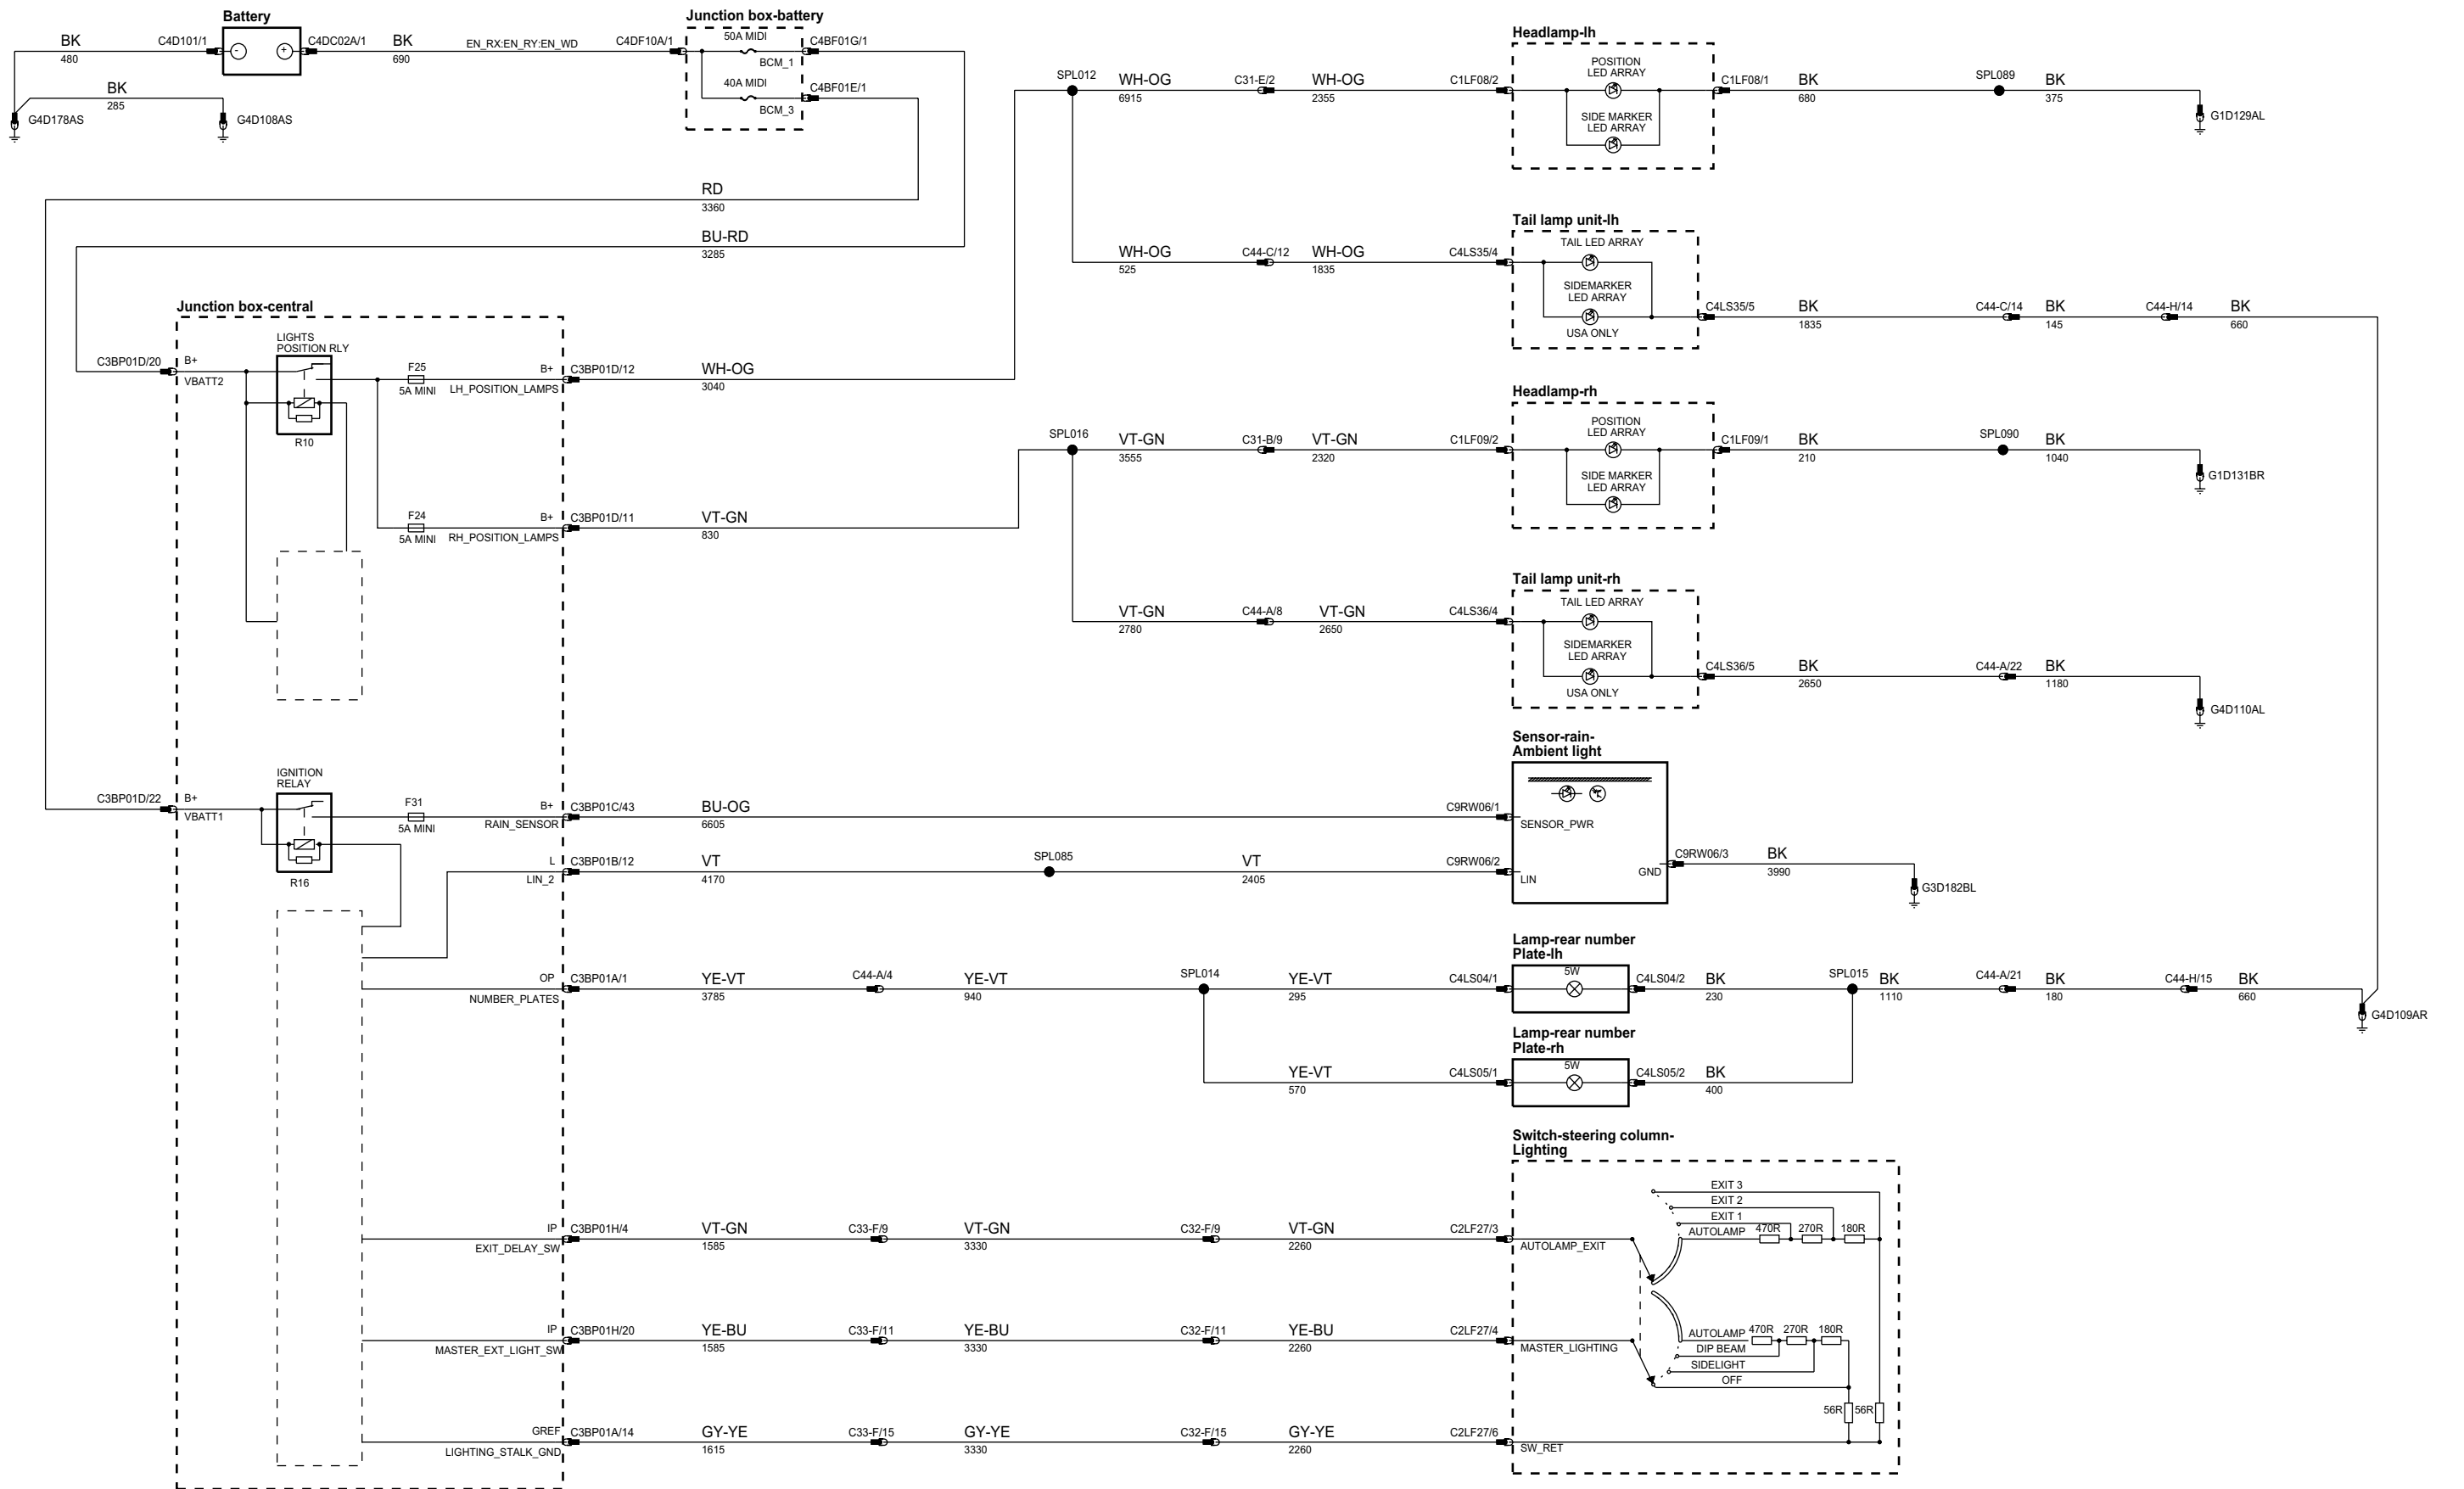 Battery
BK
480
C4D101/1
-
+
C4DC02A/1
BK
690
EN_RX:EN_RY:EN_WD
C4DF10A/1
BK
285
G4D178AS
G4D108AS
Junction box-battery
50A MIDI
BCM_1
C4BF01G/1
40A MIDI
BCM_3
C4BF01E/1
RD
3360
BU-RD
3285
Junction box-central
LIGHTS
POSITION RLY
C3BP01D/20
B+
VBATT2
R10
F25
5A MINI
B+
LH_POSITION_LAMPS
C3BP01D/12
WH-OG
3040
F24
5A MINI
B+
RH_POSITION_LAMPS
C3BP01D/11
VT-GN
830
SPL012
WH-OG
6915
C31-E/2
WH-OG
2355
C1LF08/2
Headlamp-lh
POSITION
LED ARRAY
SIDE MARKER
LED ARRAY
C1LF08/1
BK
680
SPL089
BK
375
G1D129AL
WH-OG
525
C44-C/12
WH-OG
1835
C4LS35/4
Tail lamp unit-lh
TAIL LED ARRAY
SIDEMARKER
LED ARRAY
USA ONLY
C4LS35/5
BK
1835
C44-C/14
BK
145
C44-H/14
BK
660
SPL016
VT-GN
3555
C31-B/9
VT-GN
2320
C1LF09/2
Headlamp-rh
POSITION
LED ARRAY
SIDE MARKER
LED ARRAY
C1LF09/1
BK
210
SPL090
BK
1040
G1D131BR
VT-GN
2780
C44-A/8
VT-GN
2650
C4LS36/4
Tail lamp unit-rh
TAIL LED ARRAY
SIDEMARKER
LED ARRAY
USA ONLY
C4LS36/5
BK
2650
C44-A/22
BK
1180
G4D110AL
IGNITION
RELAY
C3BP01D/22
B+
VBATT1
R16
F31
5A MINI
B+
RAIN_SENSOR
C3BP01C/43
BU-OG
6605
C9RW06/1
Sensor-rain-
Ambient light
SENSOR_PWR
L
LIN_2
C3BP01B/12
VT
4170
SPL085
VT
2405
C9RW06/2
LIN
GND
C9RW06/3
BK
3990
G3D182BL
OP
NUMBER_PLATES
C3BP01A/1
YE-VT
3785
C44-A/4
YE-VT
940
SPL014
YE-VT
295
C4LS04/1
Lamp-rear number
Plate-lh
5W
C4LS04/2
BK
230
SPL015
BK
1110
C44-A/21
BK
180
C44-H/15
BK
660
G4D109AR
YE-VT
570
C4LS05/1
Lamp-rear number
Plate-rh
5W
C4LS05/2
BK
400
Switch-steering column-
Lighting
EXIT 3
EXIT 2
EXIT 1
AUTOLAMP
470R
270R
180R
IP
EXIT_DELAY_SW
C3BP01H/4
VT-GN
1585
C33-F/9
VT-GN
3330
C32-F/9
VT-GN
2260
C2LF27/3
AUTOLAMP_EXIT
IP
MASTER_EXT_LIGHT_SW
C3BP01H/20
YE-BU
1585
C33-F/11
YE-BU
3330
C32-F/11
YE-BU
2260
C2LF27/4
MASTER_LIGHTING
AUTOLAMP
470R
270R
180R
DIP BEAM
SIDELIGHT
OFF
56R
56R
GREF
LIGHTING_STALK_GND
C3BP01A/14
GY-YE
1615
C33-F/15
GY-YE
3330
C32-F/15
GY-YE
2260
C2LF27/6
SW_RET